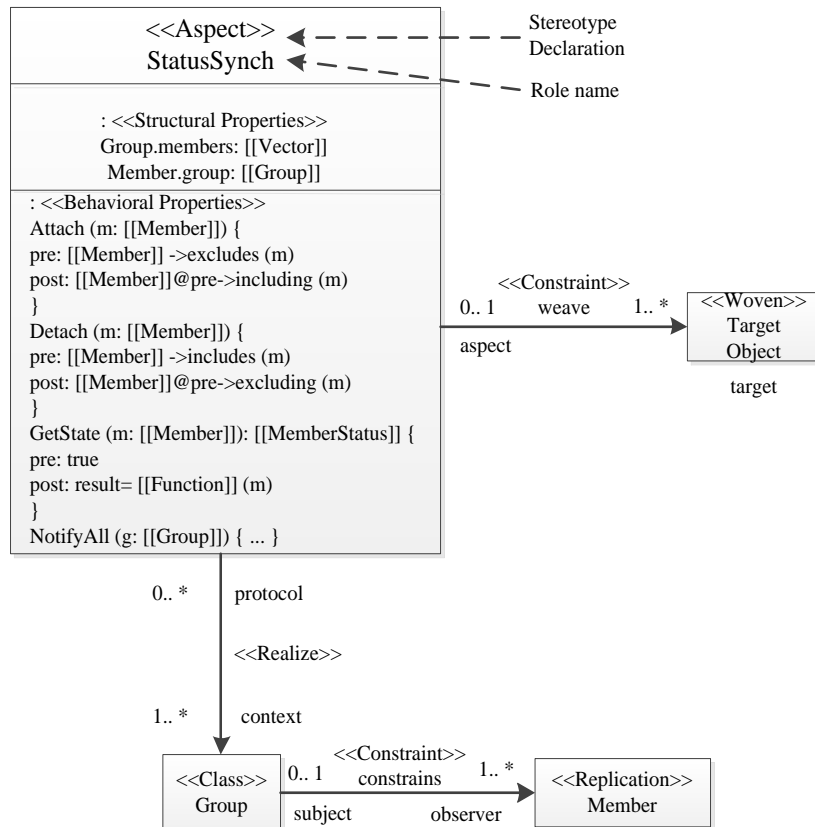 <<Aspect>>
StatusSynch
Stereotype
Declaration
Role name
: <<Structural Properties>>
Group.members: [[Vector]]
Member.group: [[Group]]
: <<Behavioral Properties>>
Attach (m: [[Member]]) {
pre: [[Member]] ->excludes (m)
post: [[Member]]@pre->including (m)
}
Detach (m: [[Member]]) {
pre: [[Member]] ->includes (m)
post: [[Member]]@pre->excluding (m)
}
GetState (m: [[Member]]): [[MemberStatus]] {
pre: true
post: result= [[Function]] (m)
}
NotifyAll (g: [[Group]]) { ... }
<<Constraint>>
0.. 1 weave 1.. *
aspect
<<Woven>>
Target
Object
target
0.. * protocol
<<Realize>>
1.. * context
<<Class>>
Group
<<Constraint>>
0.. 1 constrains 1.. *
subject observer
<<Replication>>
Member